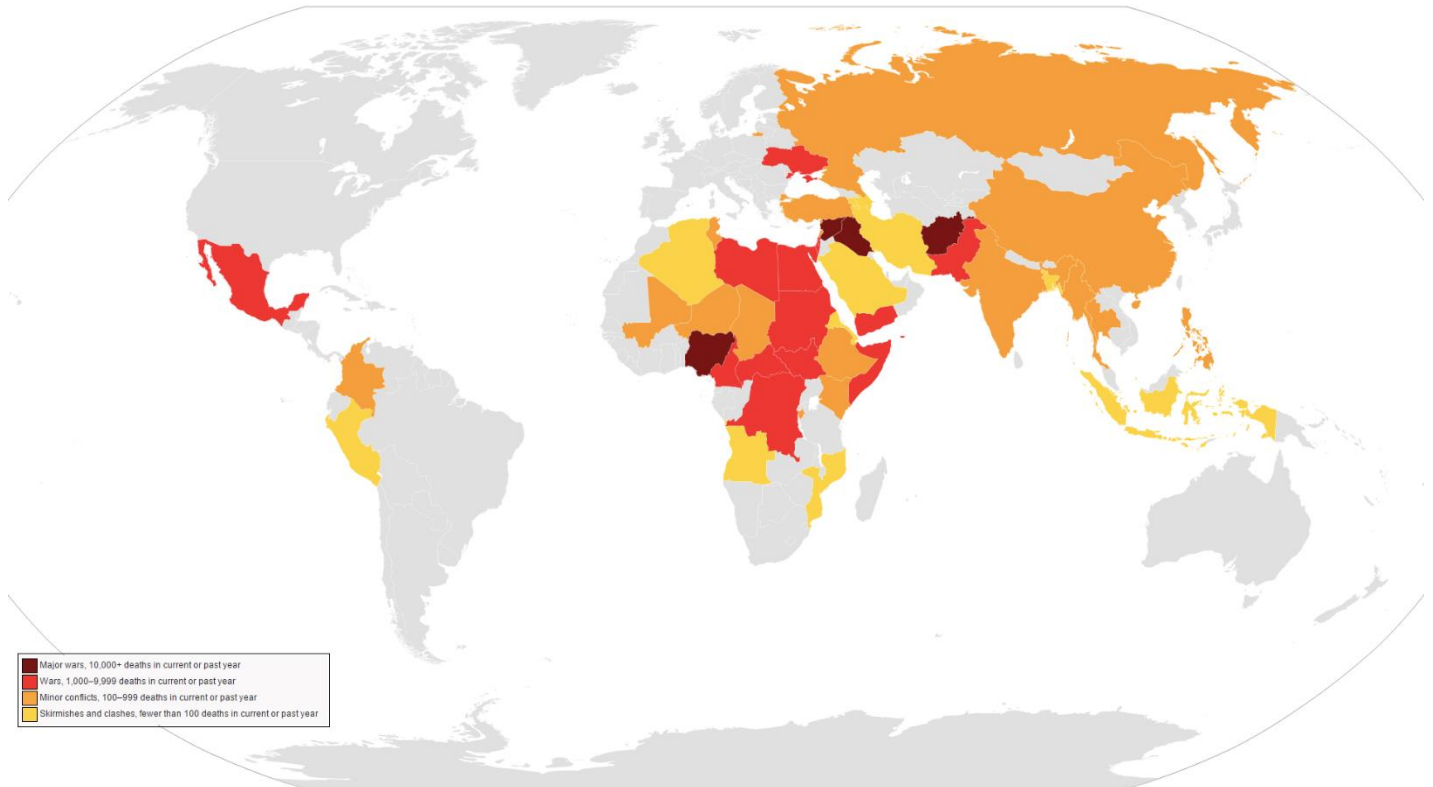 Major wars, 10,000+ deaths in current or past year
Wars, 1,000–9,999 deaths in current or past year
Minor conflicts, 100–999 deaths in current or past year
Skirmishes and clashes, fewer than 100 deaths in current or past year